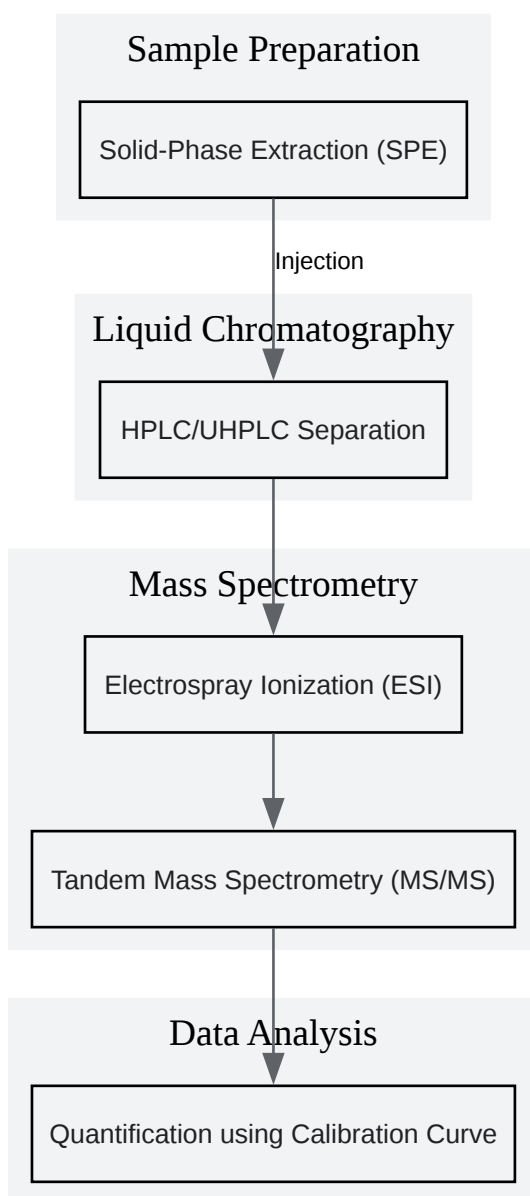 Sample Preparation
Solid-Phase Extraction (SPE)
Injection
Liquid Chromatography
HPLC/UHPLC Separation
Mass Spectrometry
Electrospray Ionization (ESI)
Tandem Mass Spectrometry (MS/MS)
Data Analysis
Quantification using Calibration Curve